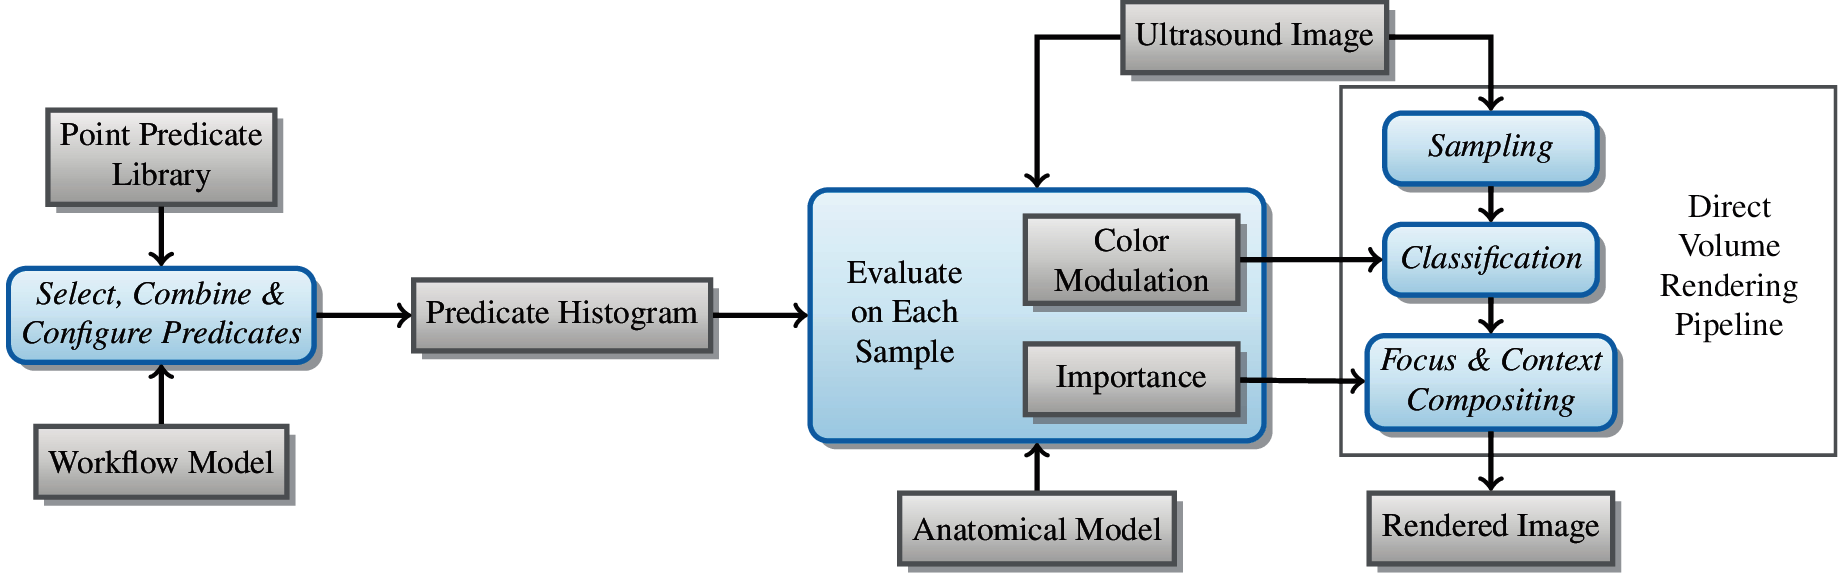 Ultrasound Image
Point Predicate
Library
Select, Combine &
Configure Predicates
Workflow Model
Predicate Histogram
Evaluate
on Each
Sample
Color
Modulation
Importance
Anatomical Model
Sampling
Classification
Focus & Context
Compositing
Direct
Volume
Rendering
Pipeline
Rendered Image